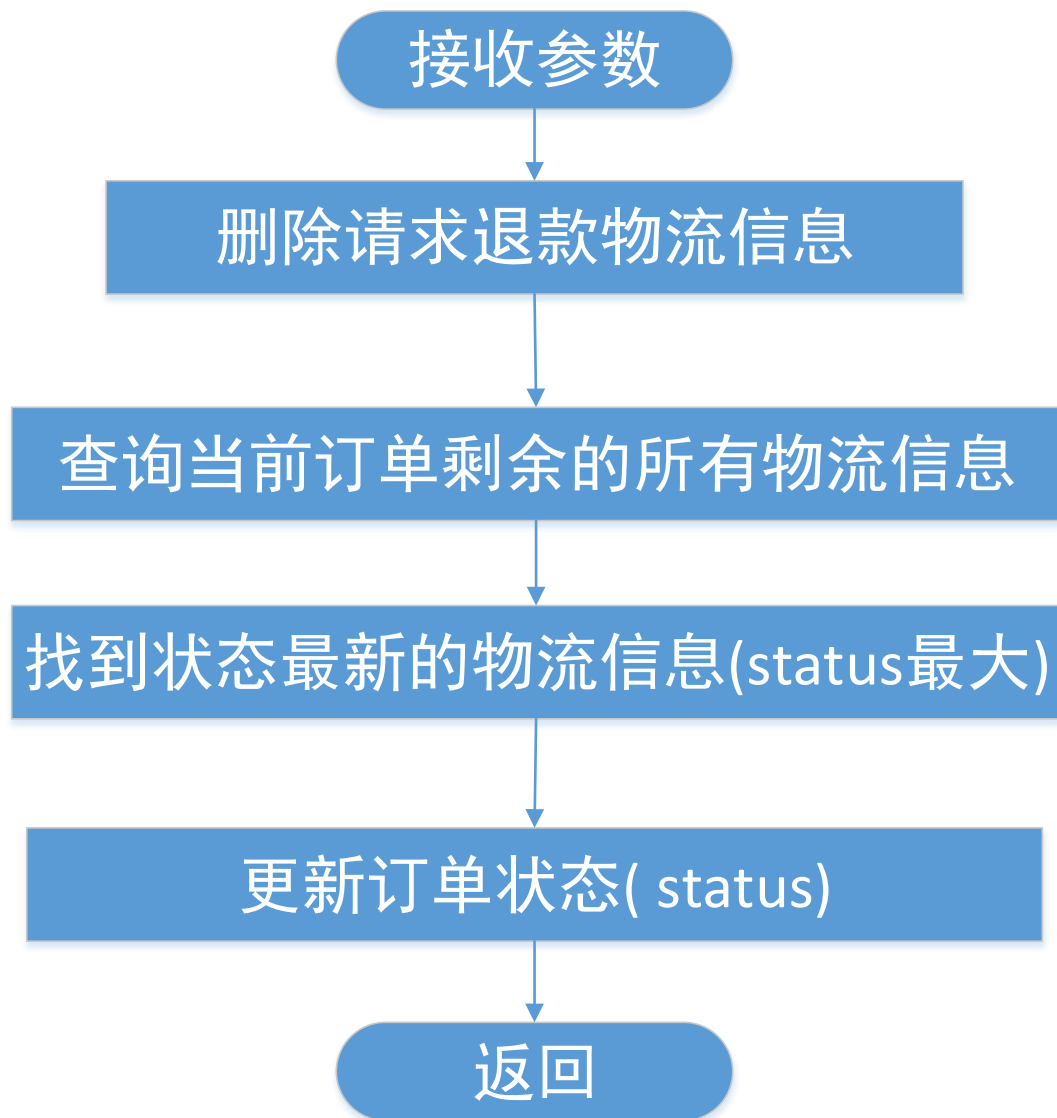 接收参数
删除请求退款物流信息
查询当前订单剩余的所有物流信息
找到状态最新的物流信息(status最大)
更新订单状态( status)
返回